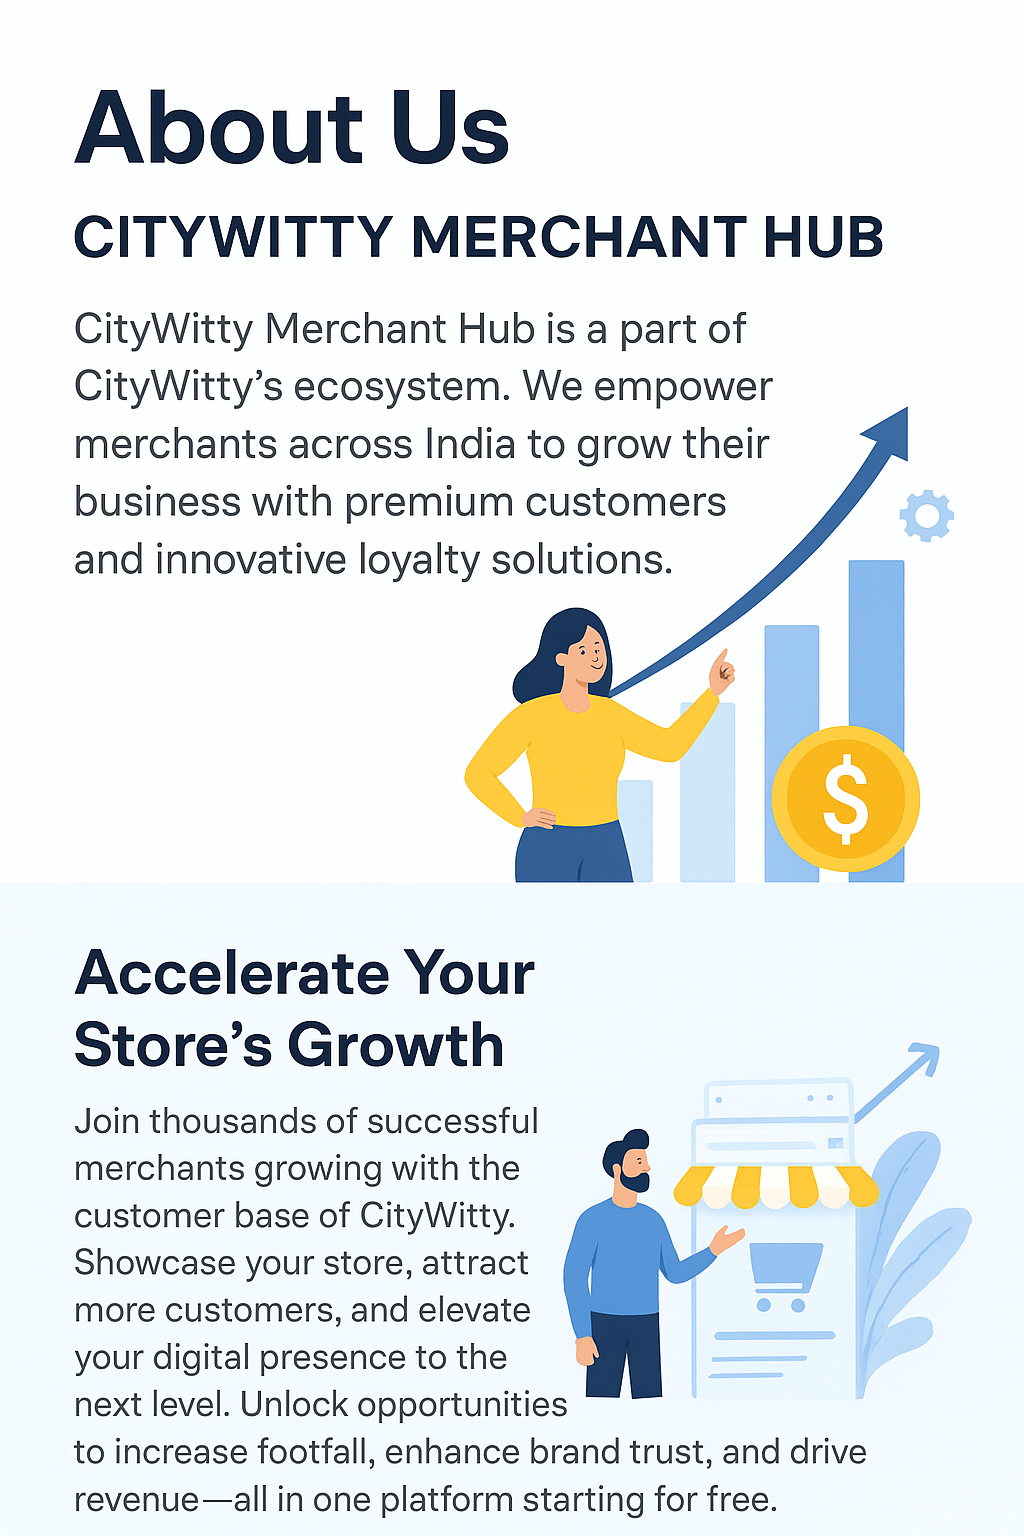 About Us
CITYWITTY MERCHANT HUB
CityWitty Merchant Hub is a part of
CityWitty’s ecosystem. We empower
merchants across India to grow their
business with premium customers
and innovative loyalty solutions.
$
Accelerate Your
Store’s Growth
Join thousands of successful
merchants growing with the
customer base of CityWitty.
Showcase your store, attract
more customers, and elevate
your digital presence to the
next level. Unlock opportunities
to increase footfall, enhance brand trust, and drive
revenue—all in one platform starting for free.